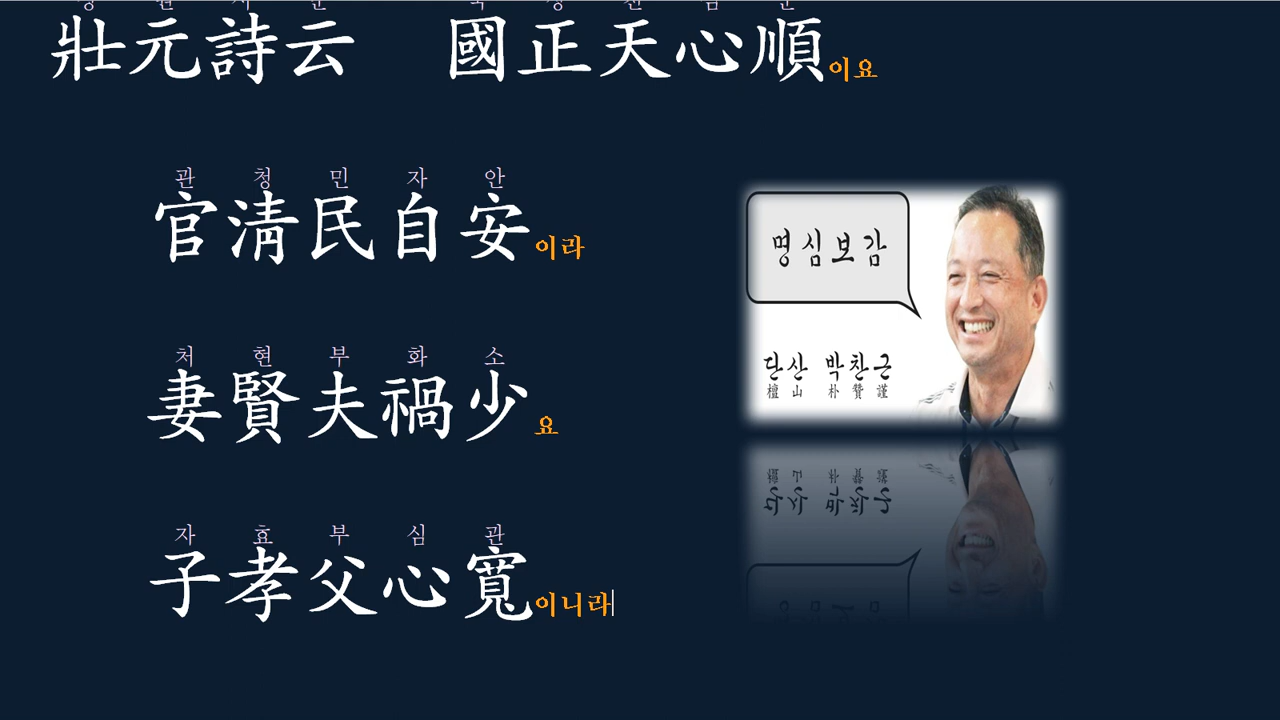 壯元詩云 國正天心順이요
관 청 민 자 안
官淸民自安이라
처 현 부 화 소
妻賢夫禍少요
자 효 부 심 관
子孝父心寬이니라
명심보감
단산 박찬근
檀山 朴贊謹